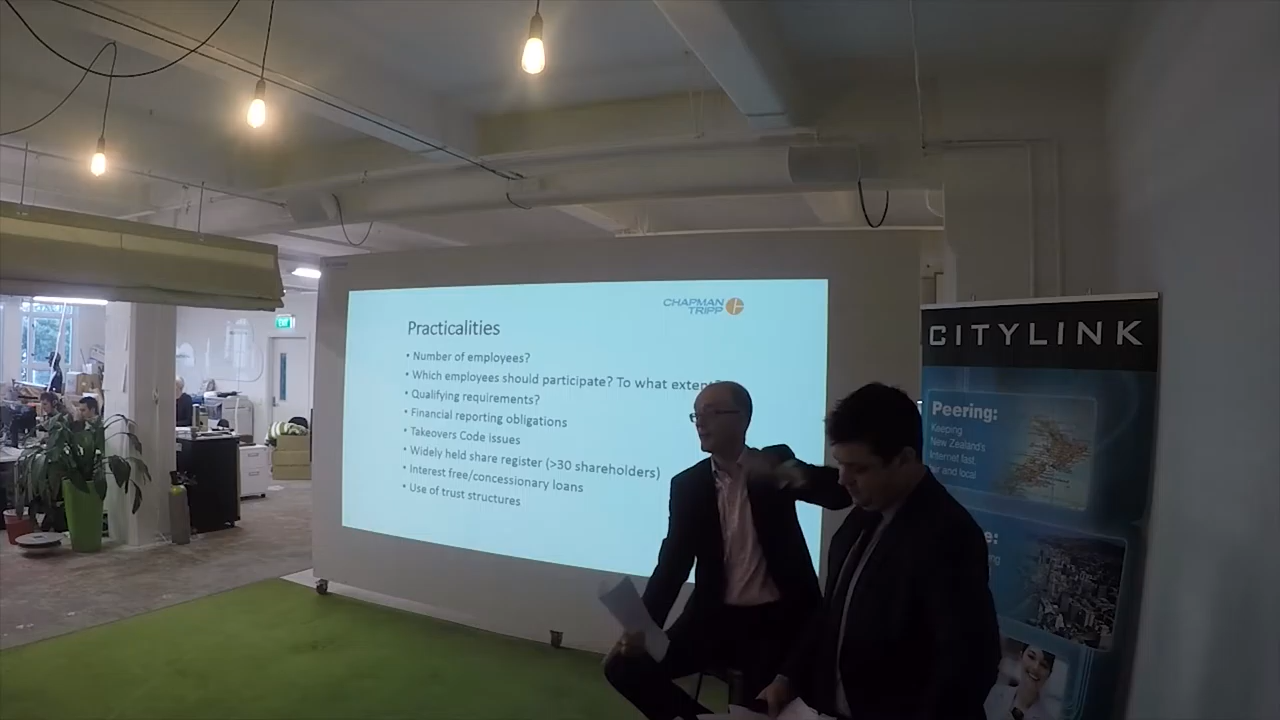 CHAPMAN
TRIPP
Practicalities
• Number of employees?
• Which employees should participate? To what extent?
• Qualifying requirements?
• Financial reporting obligations
• Takeovers Code issues
• Widely held share register (>30 shareholders)
• Interest free/concessionary loans
• Use of trust structures
EXIT
CITYLINK
Peering:
Keeping
New Zealand's
Internet fast,
and local